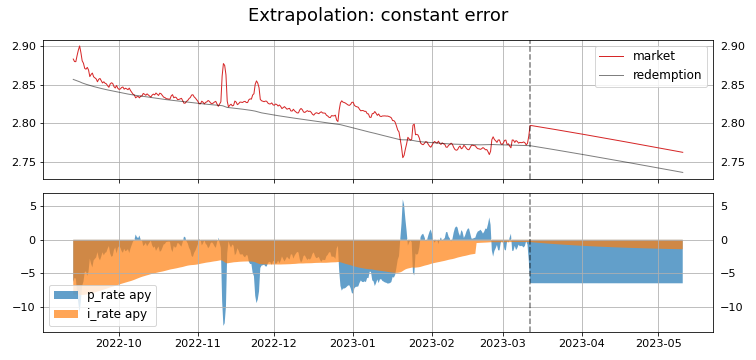 Extrapolation: constant error
2.90
2.85
2.80
2.75
market
redemption
2.90
2.85
2.80
2.75
5
0
−5
−10
p_rate apy
i_rate apy
5
0
−5
−10
2022-10 2022-11 2022-12 2023-01 2023-02 2023-03 2023-04 2023-05